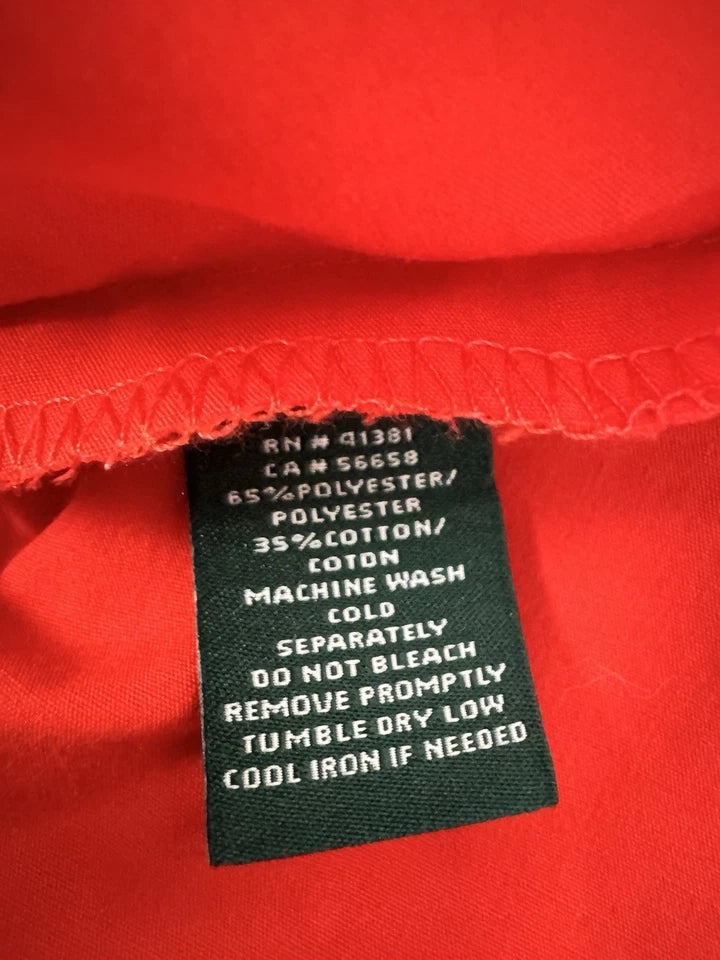 RN # 41381
CA # 56658
65%POLYESTER/
POLYESTER
35%COTTON/
COTON
MACHINE WASH
COLD
SEPARATELY
DO NOT BLEACH
REMOVE PROMPTLY
TUMBLE DRY LOW
COOL IRON IF NEEDED